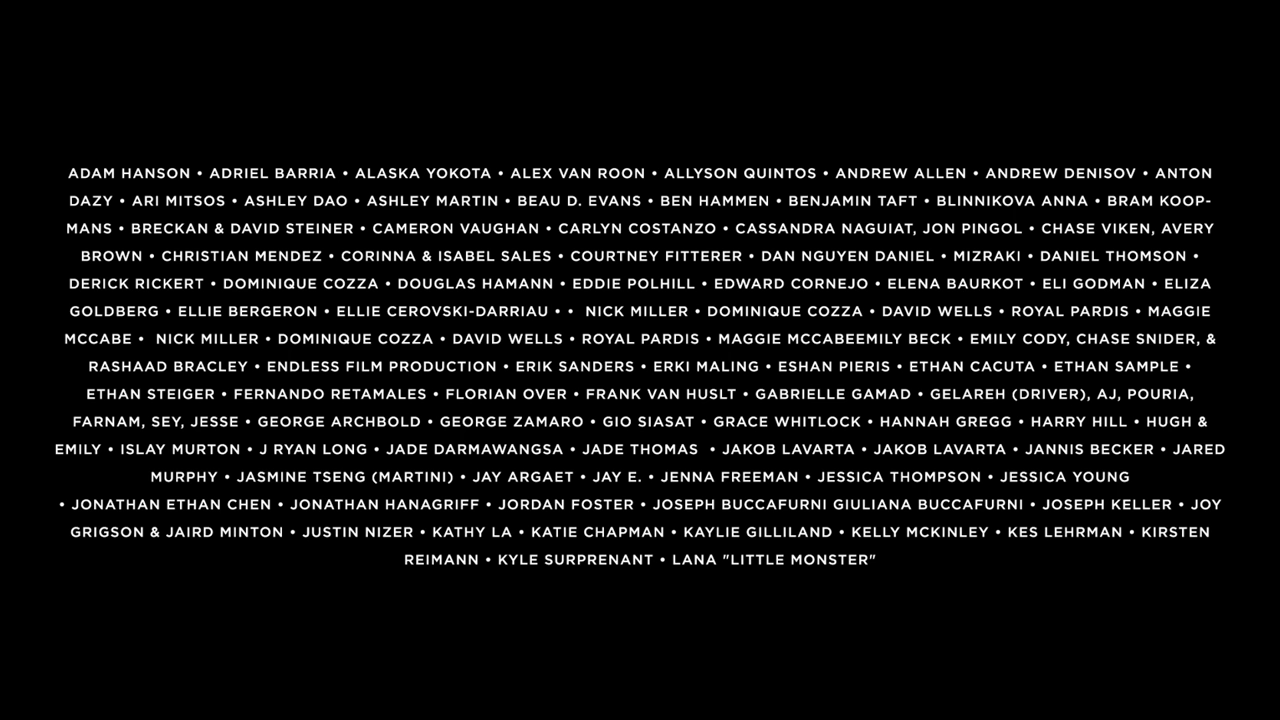 ADAM HANSON • ADRIEL BARRIA • ALASKA YOKOTA • ALEX VAN ROON • ALLYSON QUINTOS • ANDREW ALLEN • ANDREW DENISOV • ANTON
DAZY • ARI MITSOS • ASHLEY DAO • ASHLEY MARTIN • BEAU D. EVANS • BEN HAMMEN • BENJAMIN TAFT • BLINNIKOVA ANNA • BRAM KOOP-
MANS • BRECKAN & DAVID STEINER • CAMERON VAUGHAN • CARLYN COSTANZO • CASSANDRA NAGUIAT, JON PINGOL • CHASE VIKEN, AVERY
BROWN • CHRISTIAN MENDEZ • CORINNA & ISABEL SALES • COURTNEY FITTERER • DAN NGUYEN DANIEL • MIZRAKI • DANIEL THOMSON •
DERICK RICKERT • DOMINIQUE COZZA • DOUGLAS HAMANN • EDDIE POLHILL • EDWARD CORNEJO • ELENA BAURKOT • ELI GODMAN • ELIZA
GOLDBERG • ELLIE BERGERON • ELLIE CEROVSKI-DARRIAU • • NICK MILLER • DOMINIQUE COZZA • DAVID WELLS • ROYAL PARDIS • MAGGIE
MCCABE • NICK MILLER • DOMINIQUE COZZA • DAVID WELLS • ROYAL PARDIS • MAGGIE MCCABEEMILY BECK • EMILY CODY, CHASE SNIDER, &
RASHAAD BRACLEY • ENDLESS FILM PRODUCTION • ERIK SANDERS • ERKI MALING • ESHAN PIERIS • ETHAN CACUTA • ETHAN SAMPLE •
ETHAN STEIGER • FERNANDO RETAMALES • FLORIAN OVER • FRANK VAN HUSLT • GABRIELLE GAMAD • GELAREH (DRIVER), AJ, POURIA,
FARNAM, SEY, JESSE • GEORGE ARCHBOLD • GEORGE ZAMARO • GIO SIASAT • GRACE WHITLOCK • HANNAH GREGG • HARRY HILL • HUGH &
EMILY • ISLAY MURTON • J RYAN LONG • JADE DARMAWANGSA • JADE THOMAS • JAKOB LAVARTA • JAKOB LAVARTA • JANNIS BECKER • JARED
MURPHY • JASMINE TSENG (MARTINI) • JAY ARGAET • JAY E. • JENNA FREEMAN • JESSICA THOMPSON • JESSICA YOUNG
• JONATHAN ETHAN CHEN • JONATHAN HANAGRIFF • JORDAN FOSTER • JOSEPH BUCCAFURNI GIULIANA BUCCAFURNI • JOSEPH KELLER • JOY
GRIGSON & JAIRD MINTON • JUSTIN NIZER • KATHY LA • KATIE CHAPMAN • KAYLIE GILLILAND • KELLY MCKINLEY • KES LEHRMAN • KIRSTEN
REIMANN • KYLE SURPRENANT • LANA "LITTLE MONSTER"